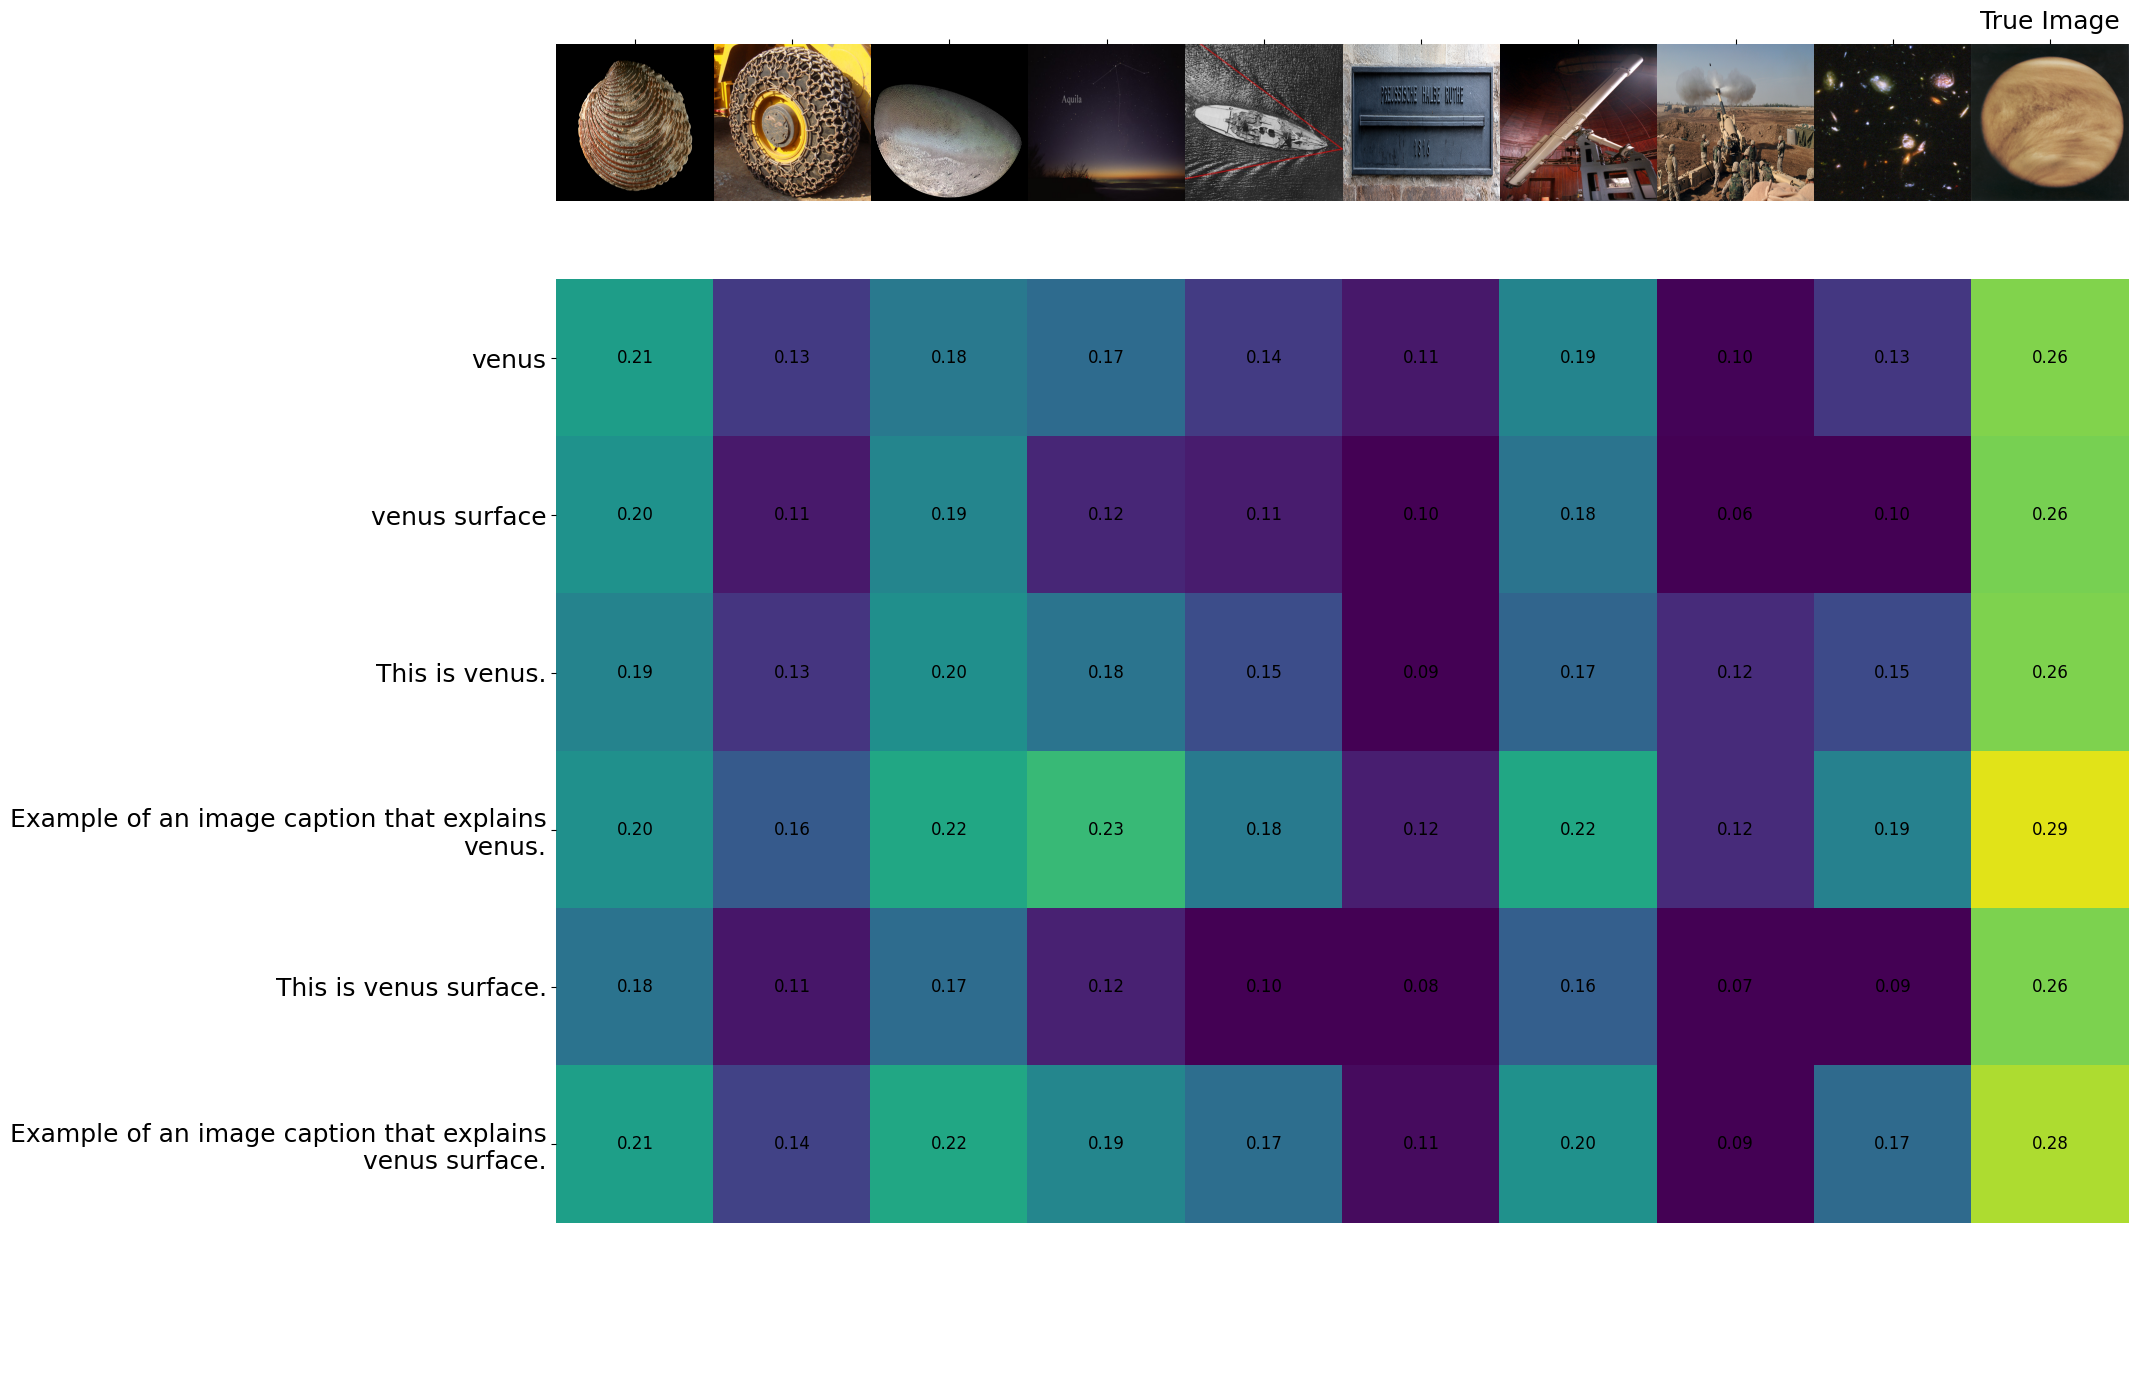 True Image
Aquila
PREUSSISCHE HALBE RUTHE
1816
venus
0.21 0.13 0.18 0.17 0.14 0.11 0.19 0.10 0.13 0.26
venus surface
0.20 0.11 0.19 0.12 0.11 0.10 0.18 0.06 0.10 0.26
This is venus.
0.19 0.13 0.20 0.18 0.15 0.09 0.17 0.12 0.15 0.26
Example of an image caption that explains
venus.
0.20 0.16 0.22 0.23 0.18 0.12 0.22 0.12 0.19 0.29
This is venus surface.
0.18 0.11 0.17 0.12 0.10 0.08 0.16 0.07 0.09 0.26
Example of an image caption that explains
venus surface.
0.21 0.14 0.22 0.19 0.17 0.11 0.20 0.09 0.17 0.28